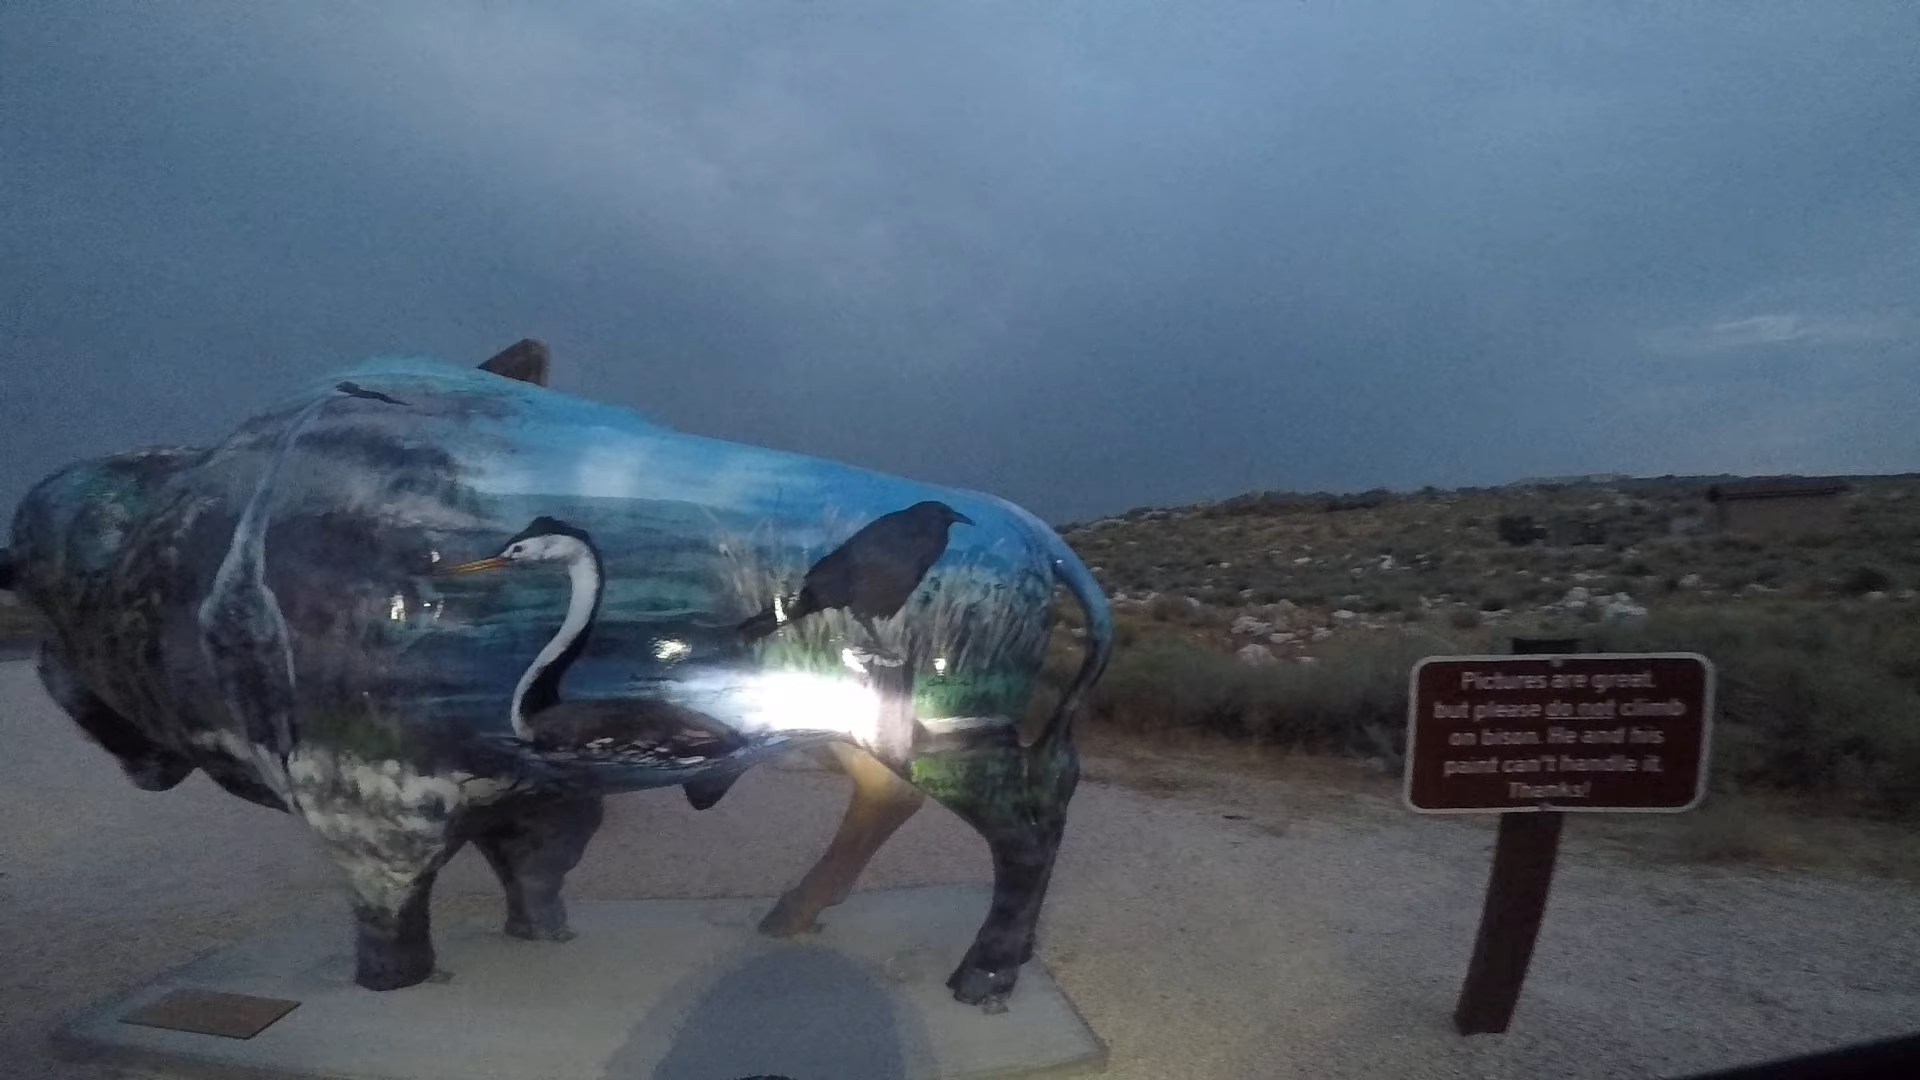 Pictures are great,
but please do not climb
on bison. He and his
paint can't handle it.
Thanks!